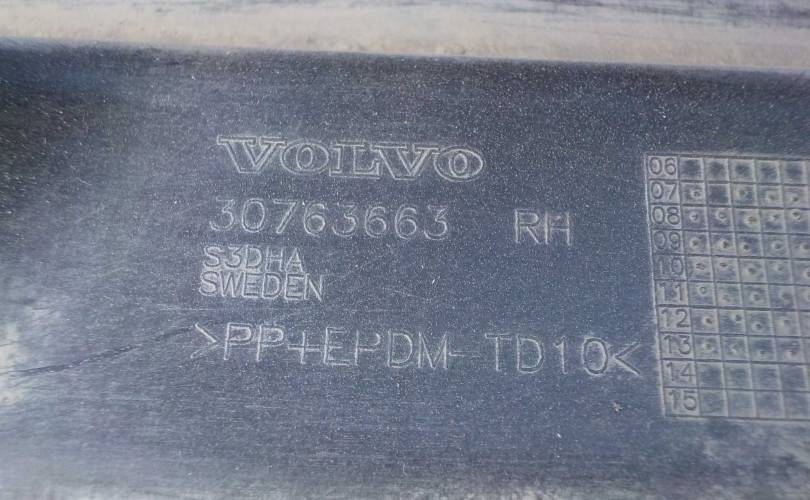 VOLVO
30763663 RH
S3DHA
SWEDEN
>PP+EPDM-TD10<
06
07
08
09
10
11
12
13
14
15